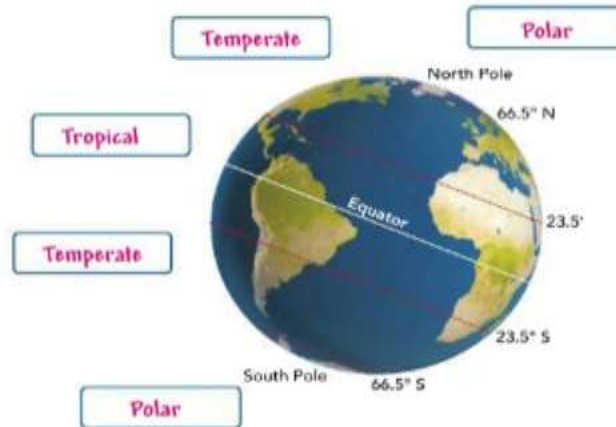 Polar
Temperate
North Pole
66.5° N
Tropical
Equator
23.5'
Temperate
23.5° S
South Pole
66.5° S
Polar